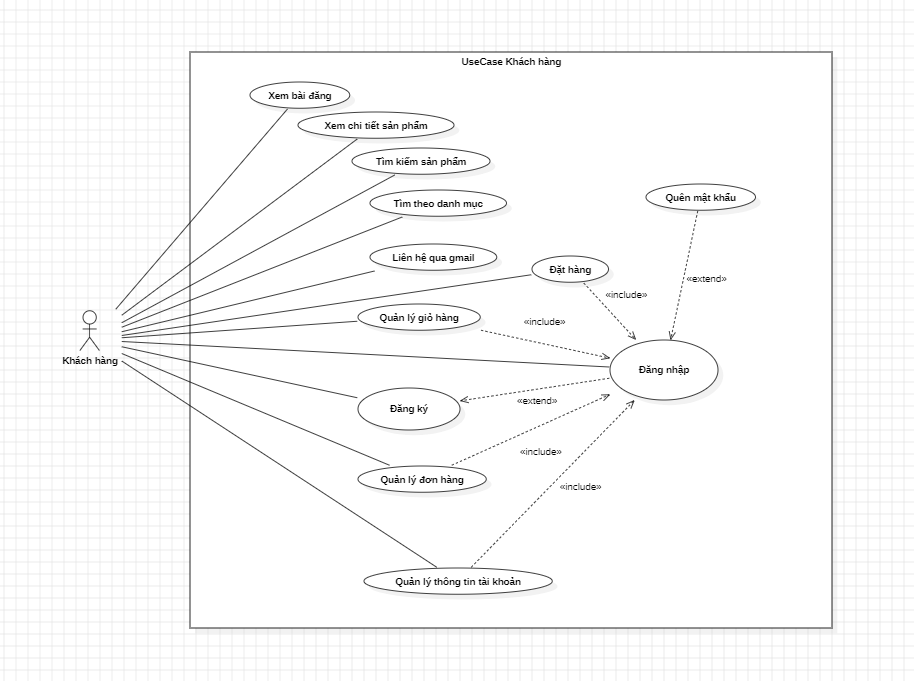 UseCase Khách hàng
Xem bài đăng
Xem chi tiết sản phẩm
Tìm kiếm sản phẩm
Tìm theo danh mục
Quên mật khẩu
Liên hệ qua gmail
Đặt hàng
«extend»
«include»
Quản lý giỏ hàng
«include»
Khách hàng
Đăng nhập
«extend»
Đăng ký
«include»
Quản lý đơn hàng
«include»
Quản lý thông tin tài khoản